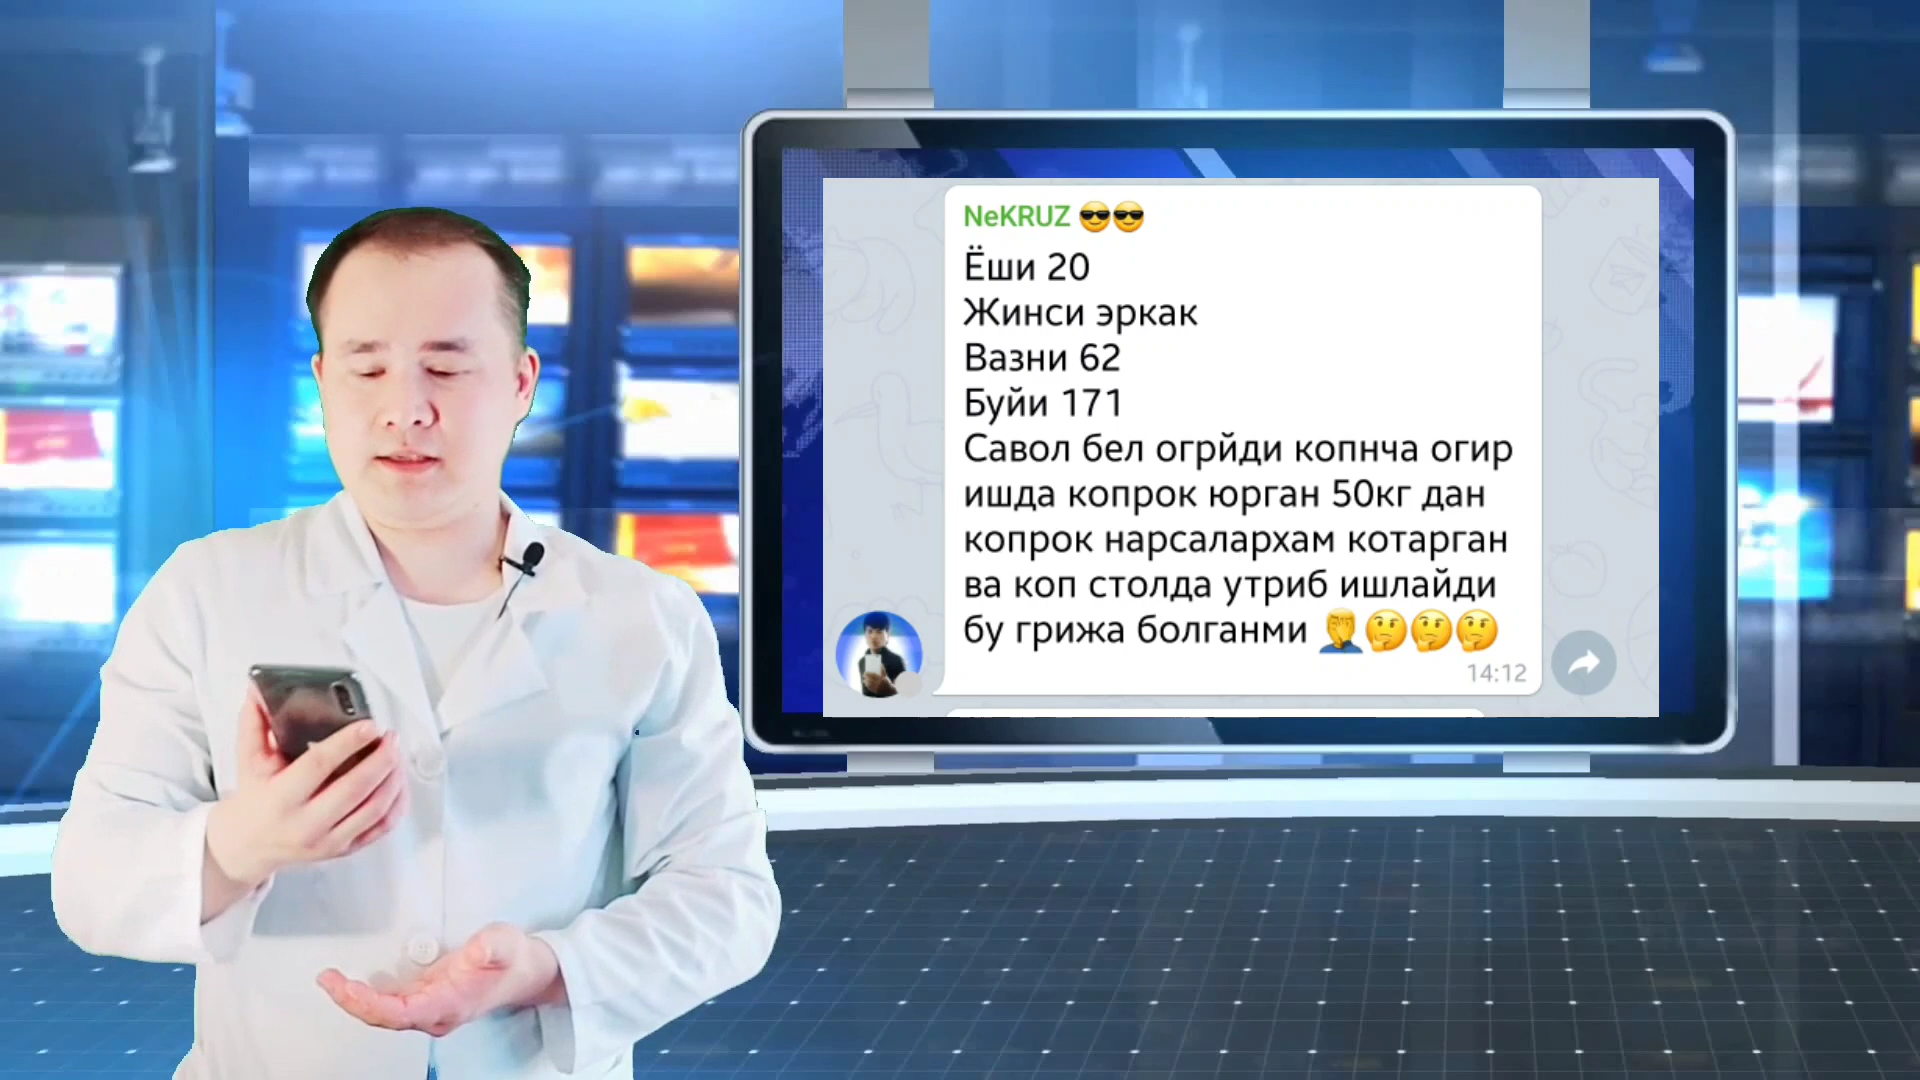 NeKRUZ 😎😎
Ёши 20
Жинси эркак
Вазни 62
Буйи 171
Савол бел огрйди копнча огир
ишда копрок юрган 50кг дан
копрок нарсалархам котарган
ва коп столда утриб ишлайди
бу грижа болганми 🤦‍♂️🤔🤔🤔
14:12